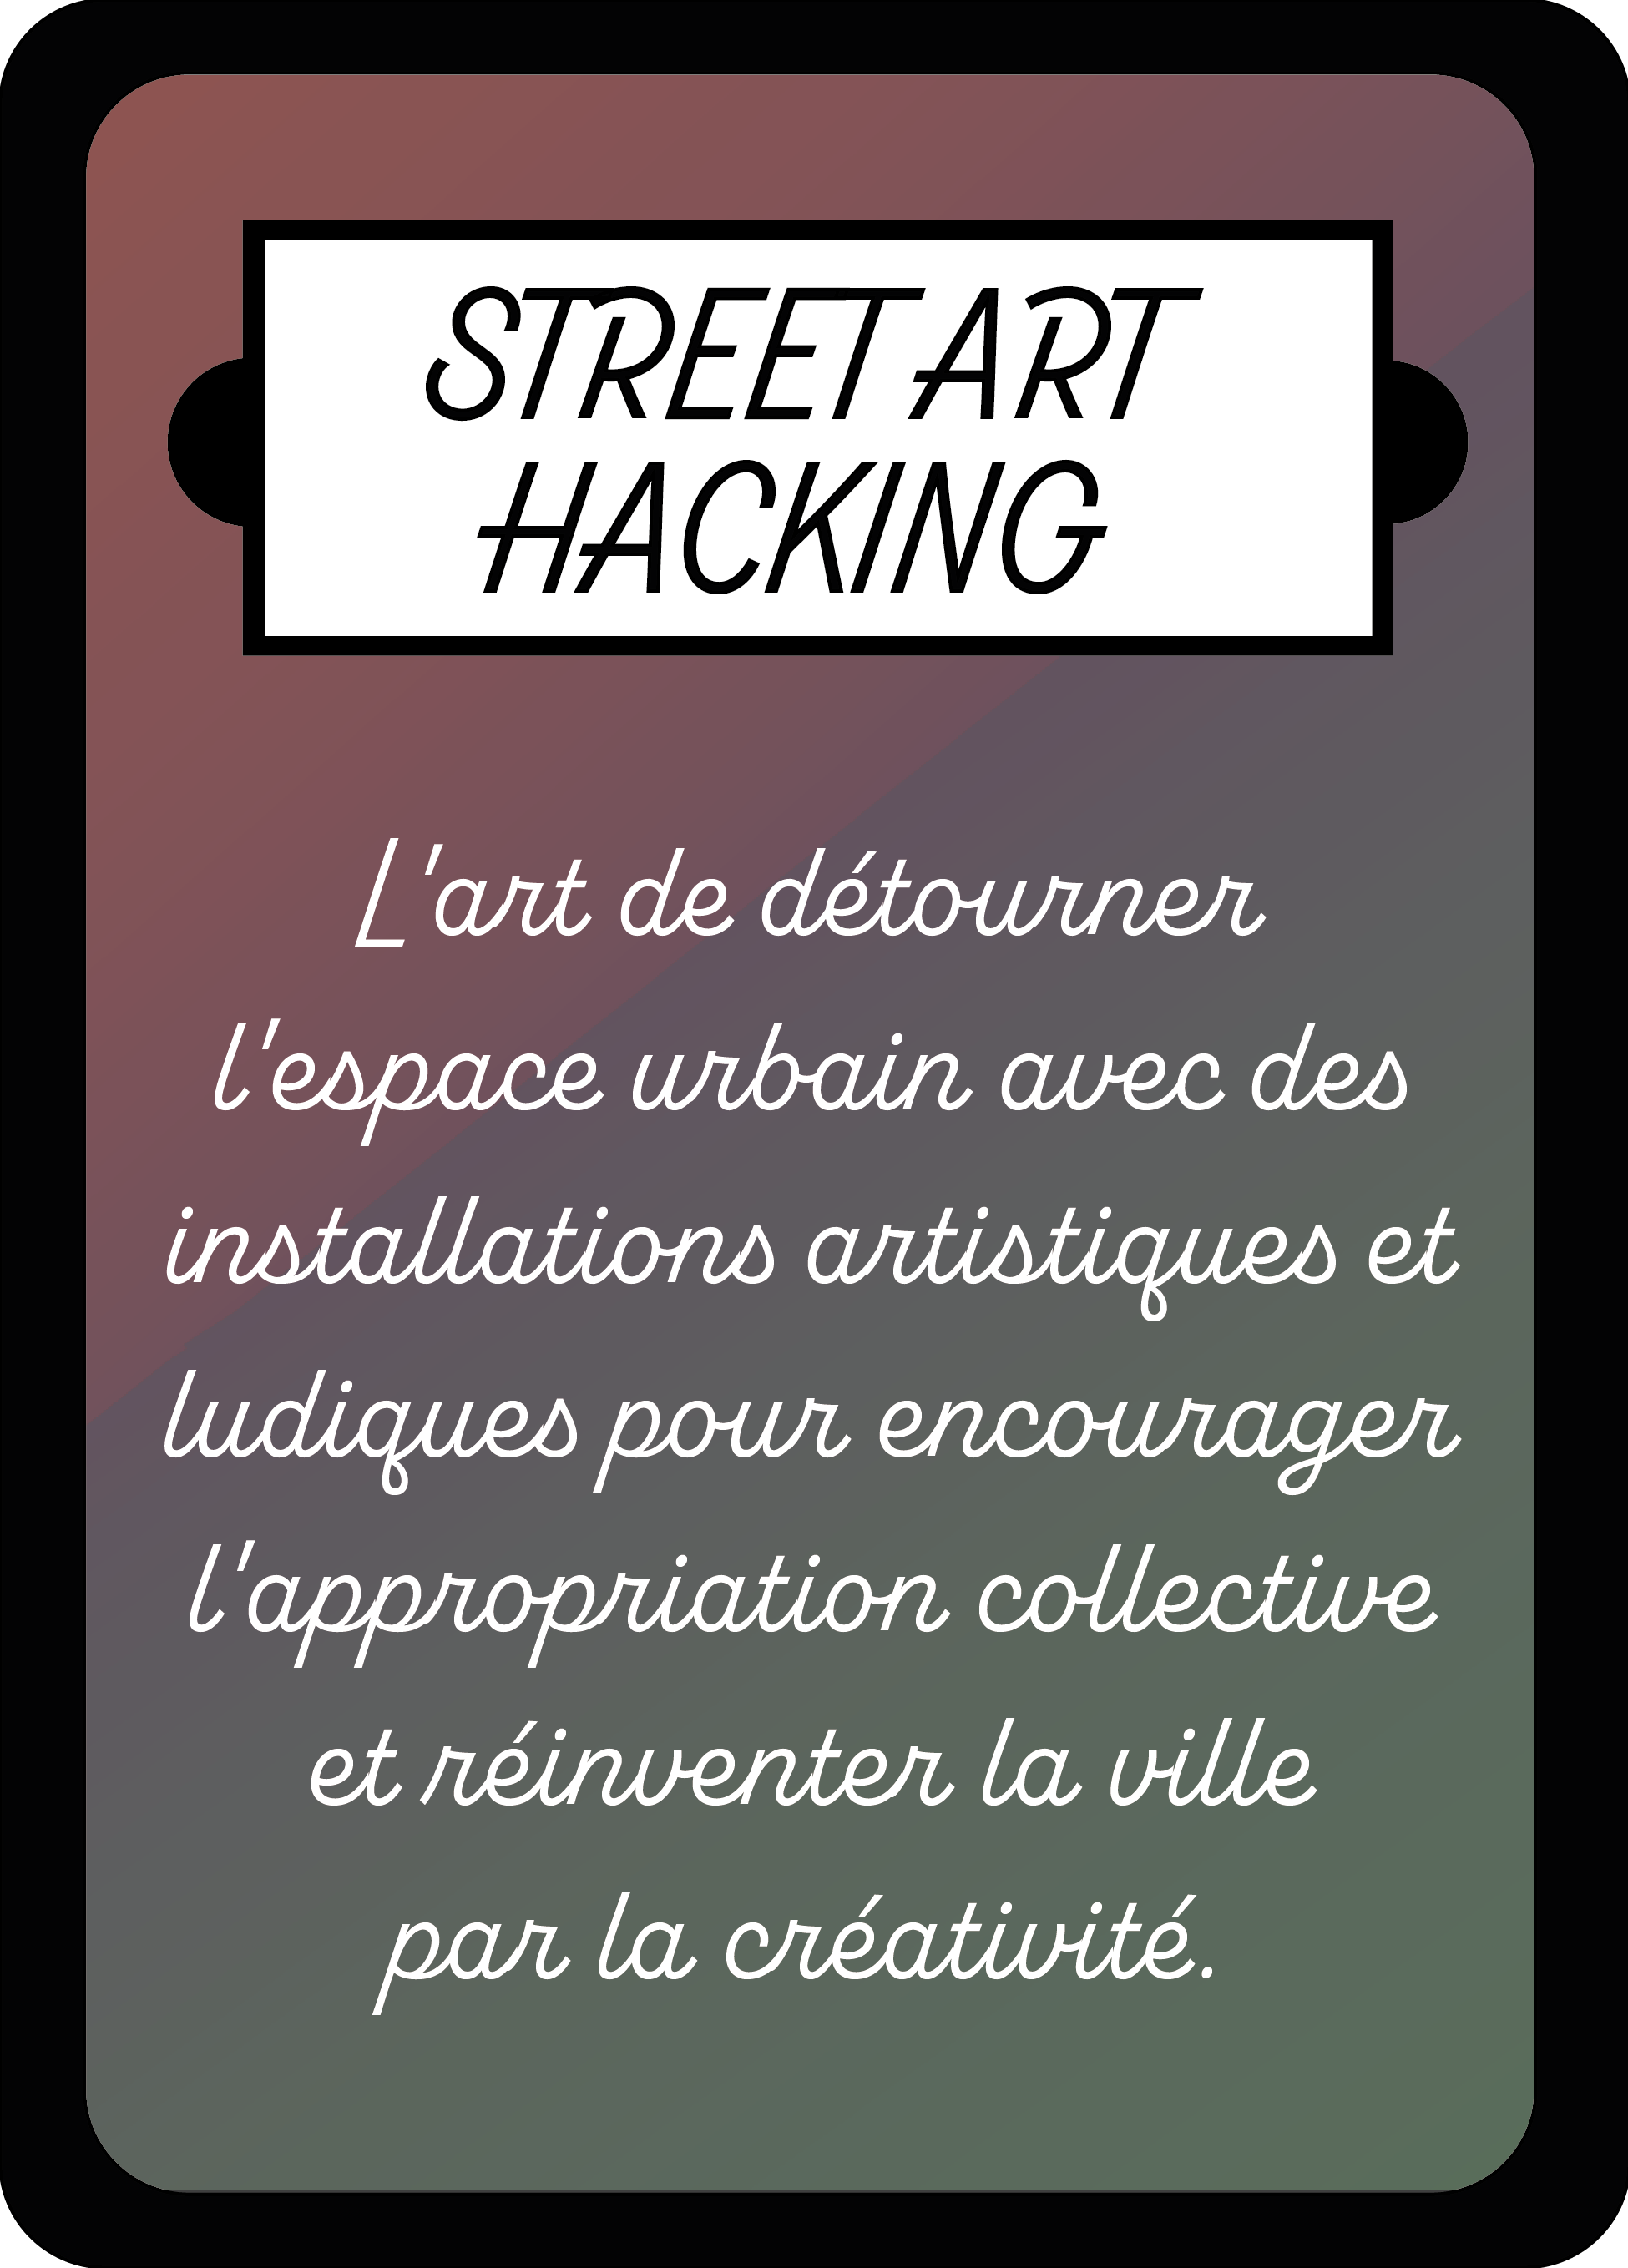 STREET ART
HACKING
L'art de détourner
l'espace urbain avec des
installations artistiques et
ludiques pour encourager
l'appropriation collective
et réinventer la ville
par la créativité.